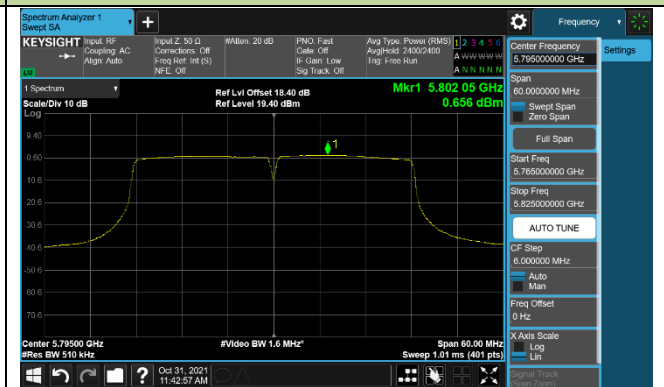 Spectrum Analyzer 1
Swept SA
+
Frequency
KEYSIGHT
Input: RF
Coupling: AC
Align: Auto
Input Z: 50 Ω
Corrections: Off
Freq Ref: Int (S)
NFE: Off
#Atten: 20 dB
PNO: Fast
Gate: Off
IF Gain: Low
Sig Track: Off
Avg Type: Power (RMS)
Avg|Hold: 2400/2400
Trig: Free Run
1 2 3 4 5 6
A W W W W W
A N N N N N
LXI
1 Spectrum
Scale/Div 10 dB
Log
Ref Lvl Offset 18.40 dB
Ref Level 19.40 dBm
Mkr1 5.802 05 GHz
0.656 dBm
1
9.40
-0.60
-10.6
-20.6
-30.6
-40.6
-50.6
-60.6
-70.6
Center 5.79500 GHz
#Res BW 510 kHz
#Video BW 1.6 MHz*
Span 60.00 MHz
Sweep 1.01 ms (401 pts)
Center Frequency
5.795000000 GHz
Settings
Span
60.0000000 MHz
Swept Span
Zero Span
Full Span
Start Freq
5.765000000 GHz
Stop Freq
5.825000000 GHz
AUTO TUNE
CF Step
6.000000 MHz
Auto
Man
Freq Offset
0 Hz
X Axis Scale
Log
Lin
Signal Track
(Span Zoom)
?
Oct 31, 2021
11:42:57 AM